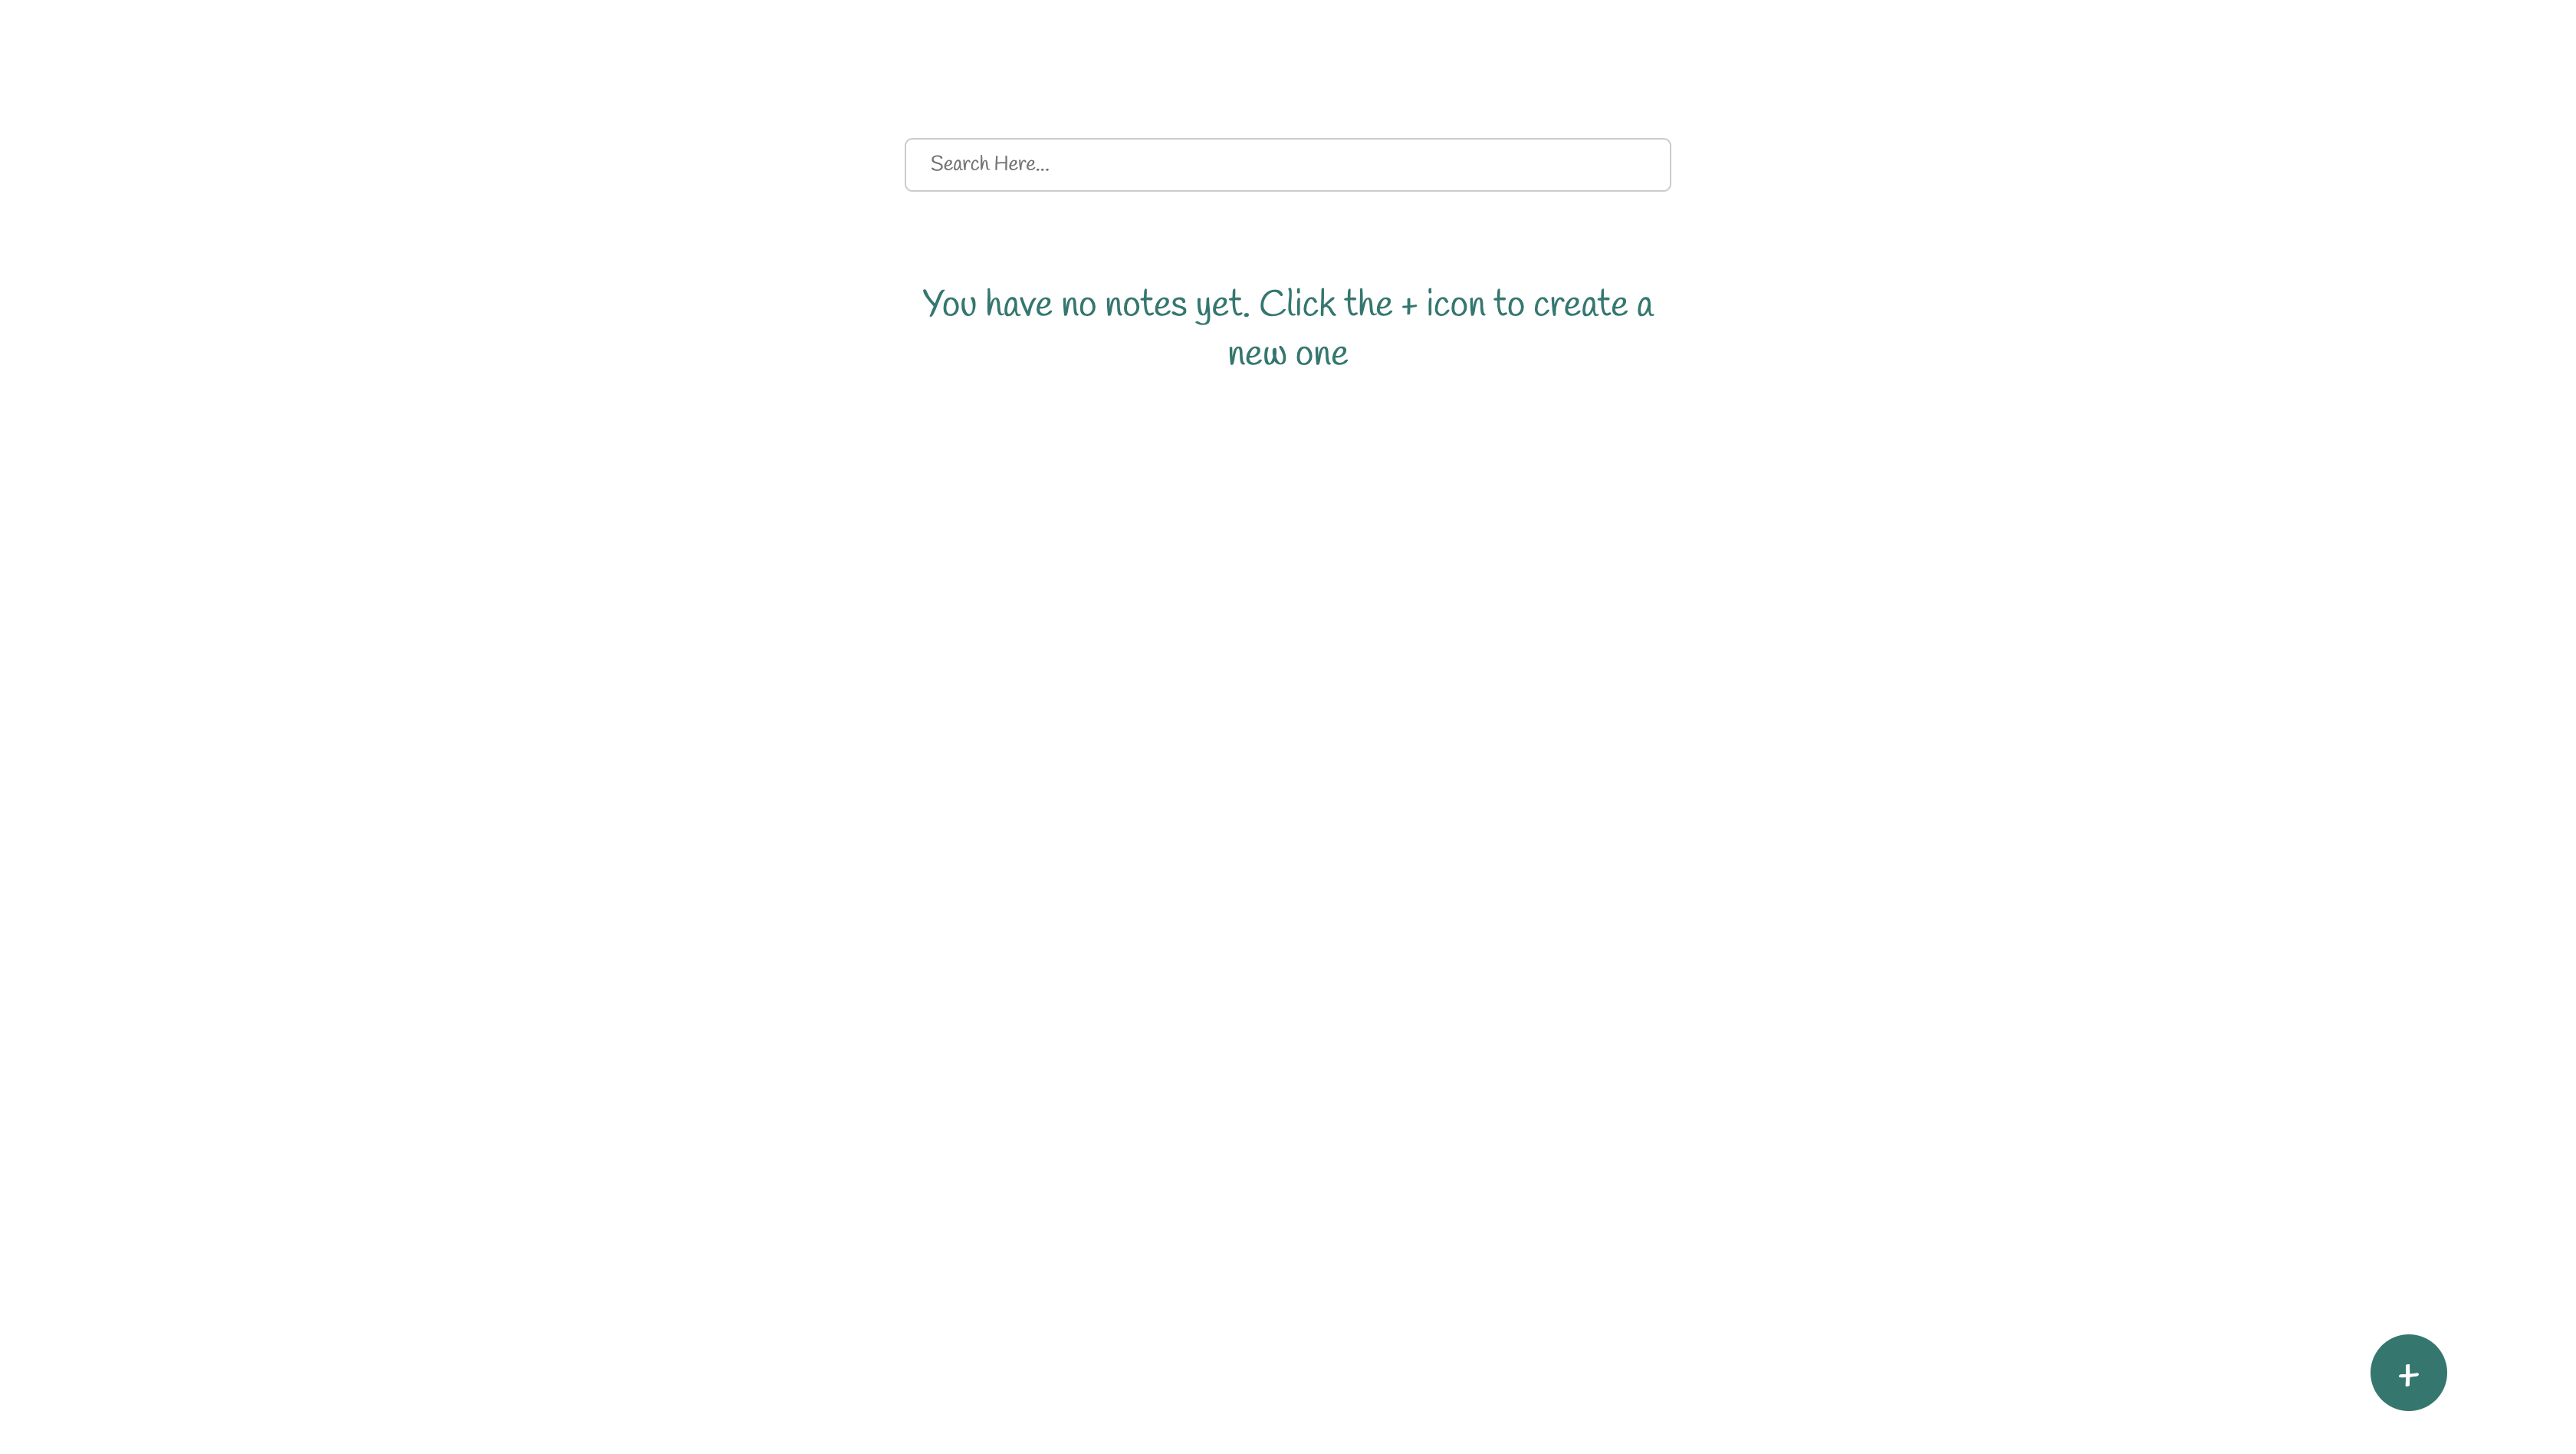 Search Here...
You have no notes yet. Click the + icon to create a
new one
+